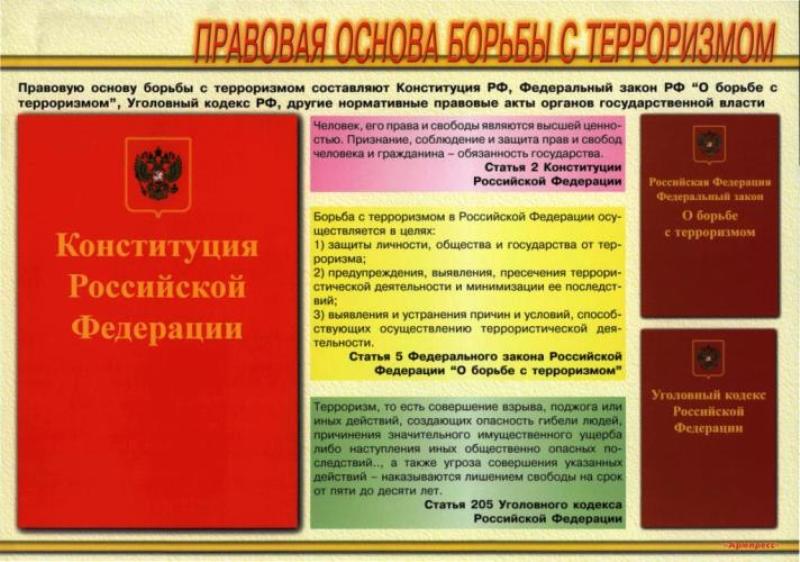 ПРАВОВАЯ ОСНОВА БОРЬБЫ С ТЕРРОРИЗМОМ
Правовую основу борьбы с терроризмом составляют Конституция РФ, Федеральный закон РФ “О борьбе с
терроризмом”, Уголовный кодекс РФ, другие нормативные правовые акты органов государственной власти
Конституция
Российской
Федерации
Человек, его права и свободы являются высшей ценно-
стью. Признание, соблюдение и защита прав и свобод
человека и гражданина – обязанность государства.
Статья 2 Конституции
Российской Федерации
Борьба с терроризмом в Российской Федерации осу-
ществляется в целях:
1) защиты личности, общества и государства от тер-
роризма;
2) предупреждения, выявления, пресечения террори-
стической деятельности и минимизации ее последст-
вий;
3) выявления и устранения причин и условий, способ-
ствующих осуществлению террористической дея-
тельности.
Статья 5 Федерального закона Российской
Федерации “О борьбе с терроризмом”
Терроризм, то есть совершение взрыва, поджога или
иных действий, создающих опасность гибели людей,
причинения значительного имущественного ущерба
либо наступления иных общественно опасных по-
следствий.., а также угроза совершения указанных
действий – наказываются лишением свободы на срок
от пяти до десяти лет.
Статья 205 Уголовного кодекса
Российской Федерации
Российская Федерация
Федеральный закон
О борьбе
с терроризмом
Уголовный кодекс
Российской
Федерации
-Армпресс-